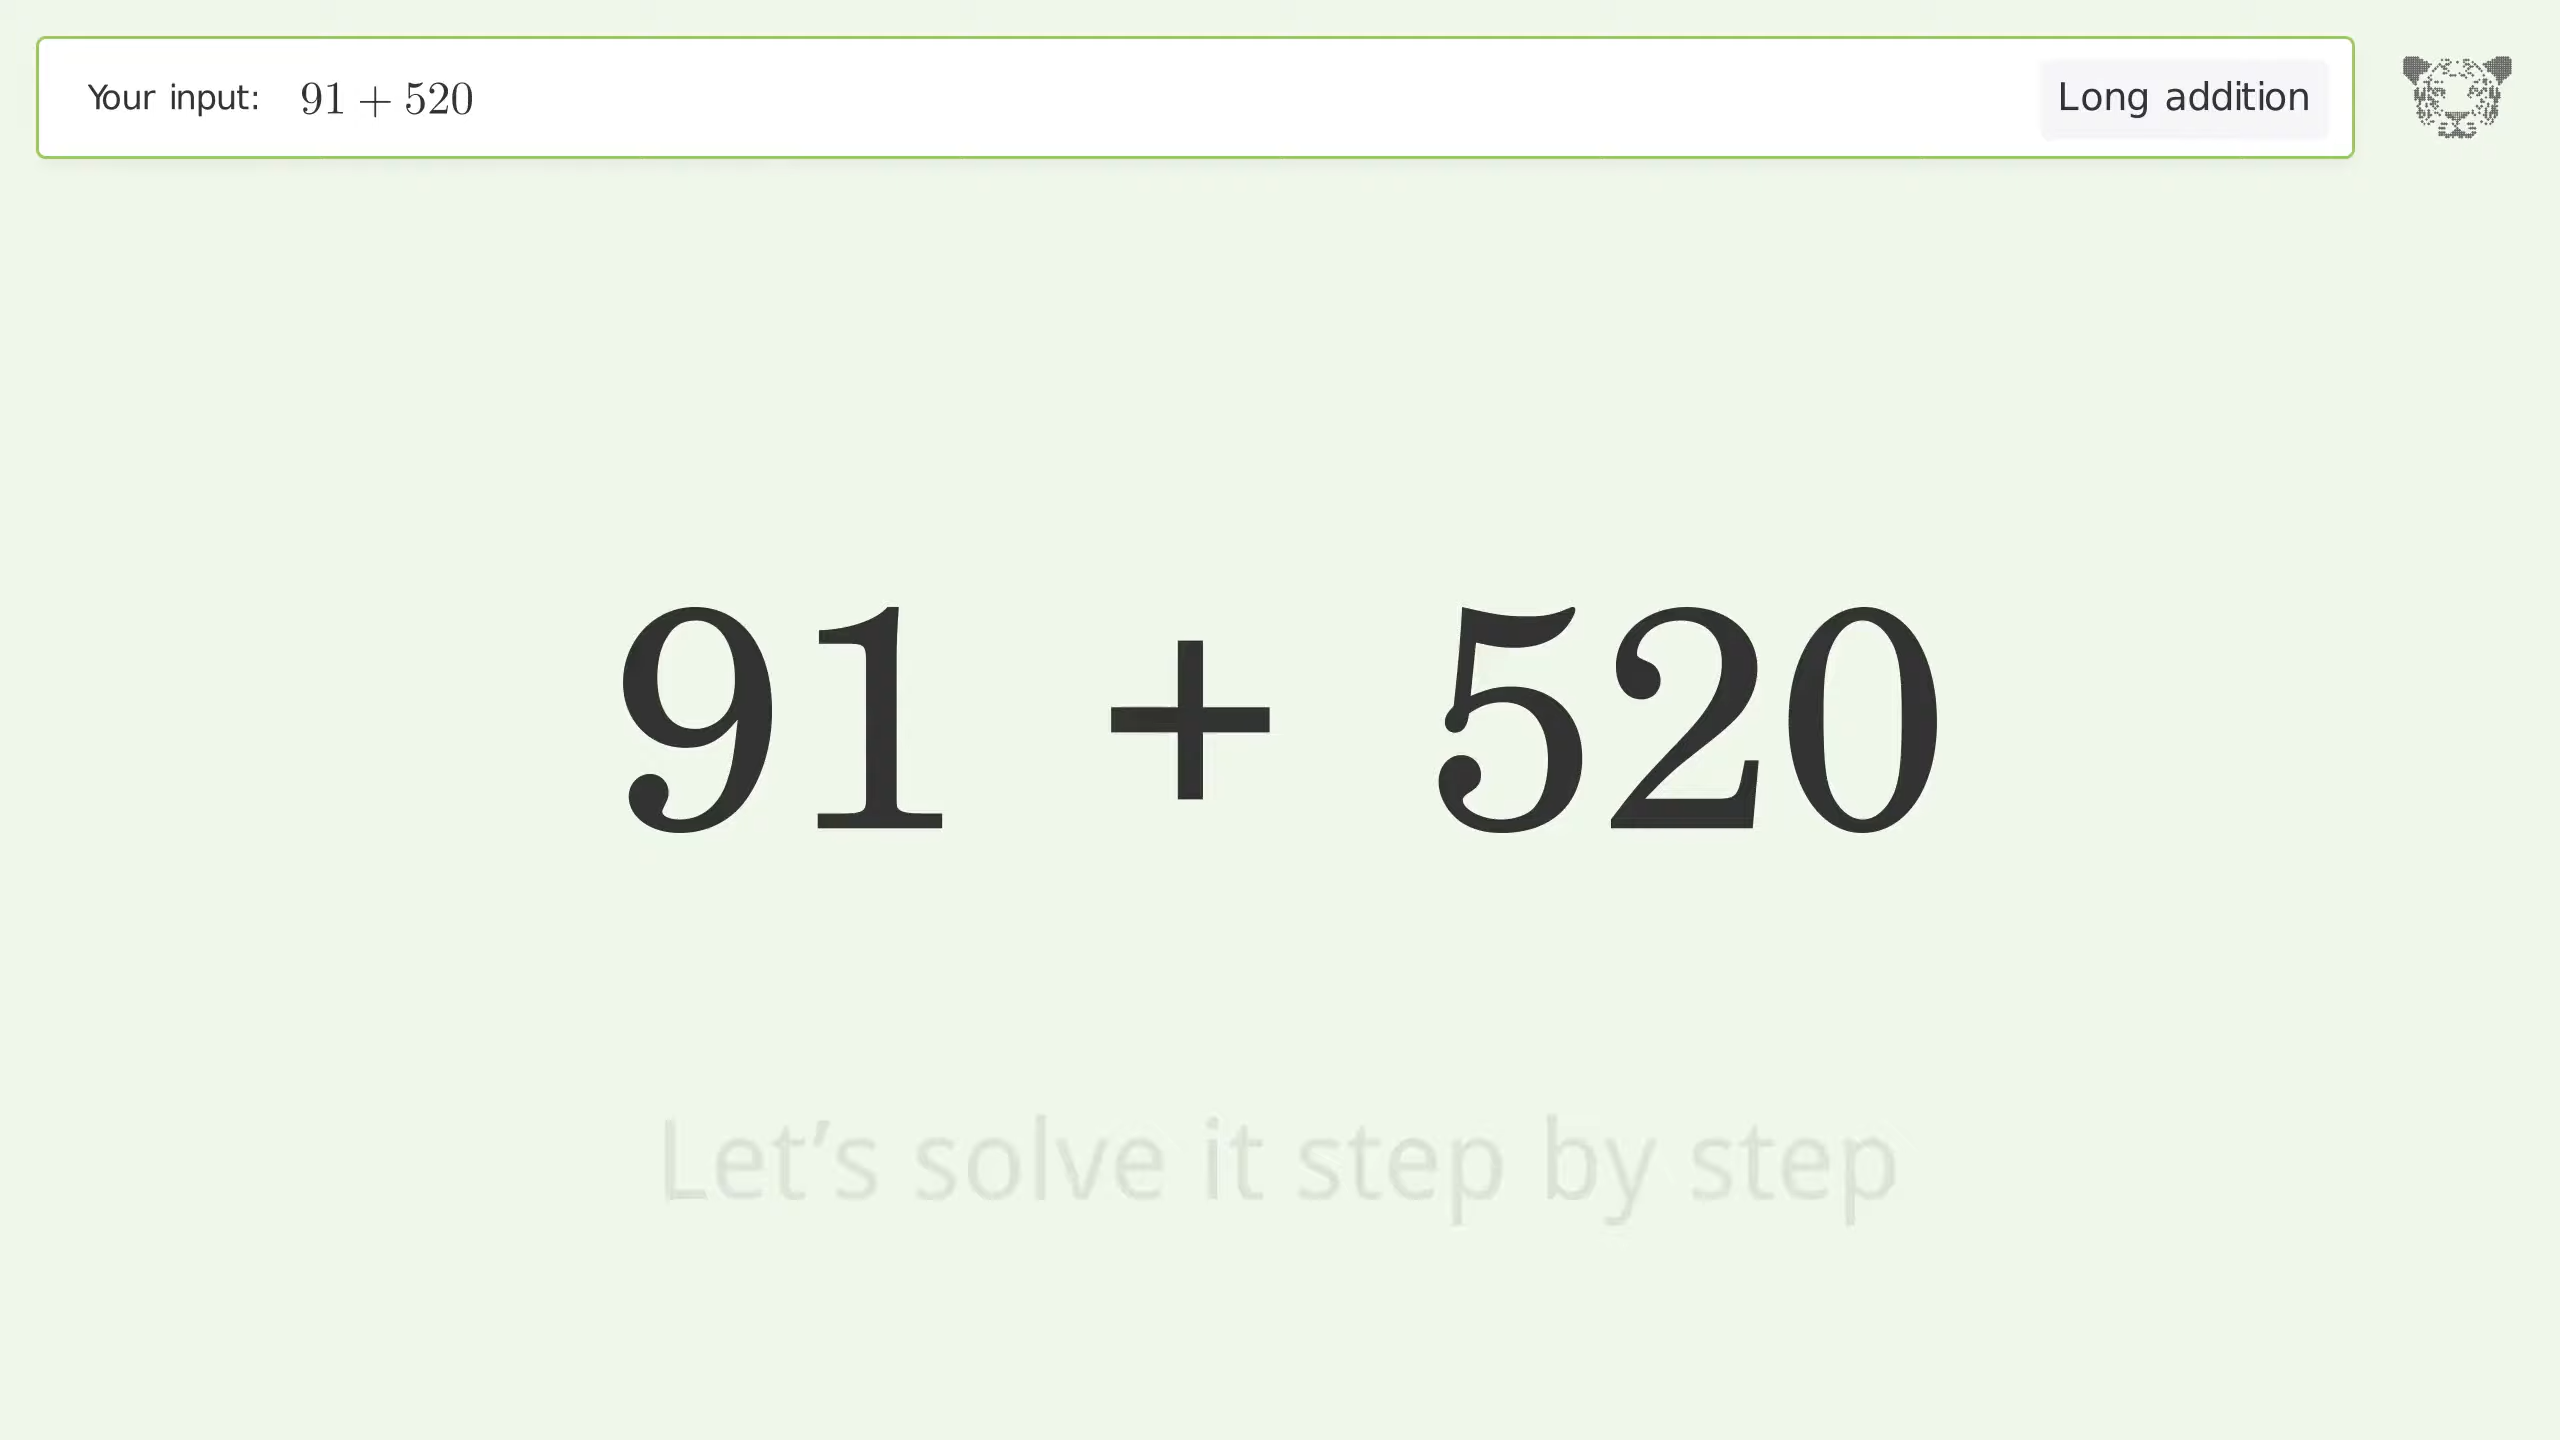 Your input: 91 + 520 Long addition
91 + 520
Let’s solve it step by step